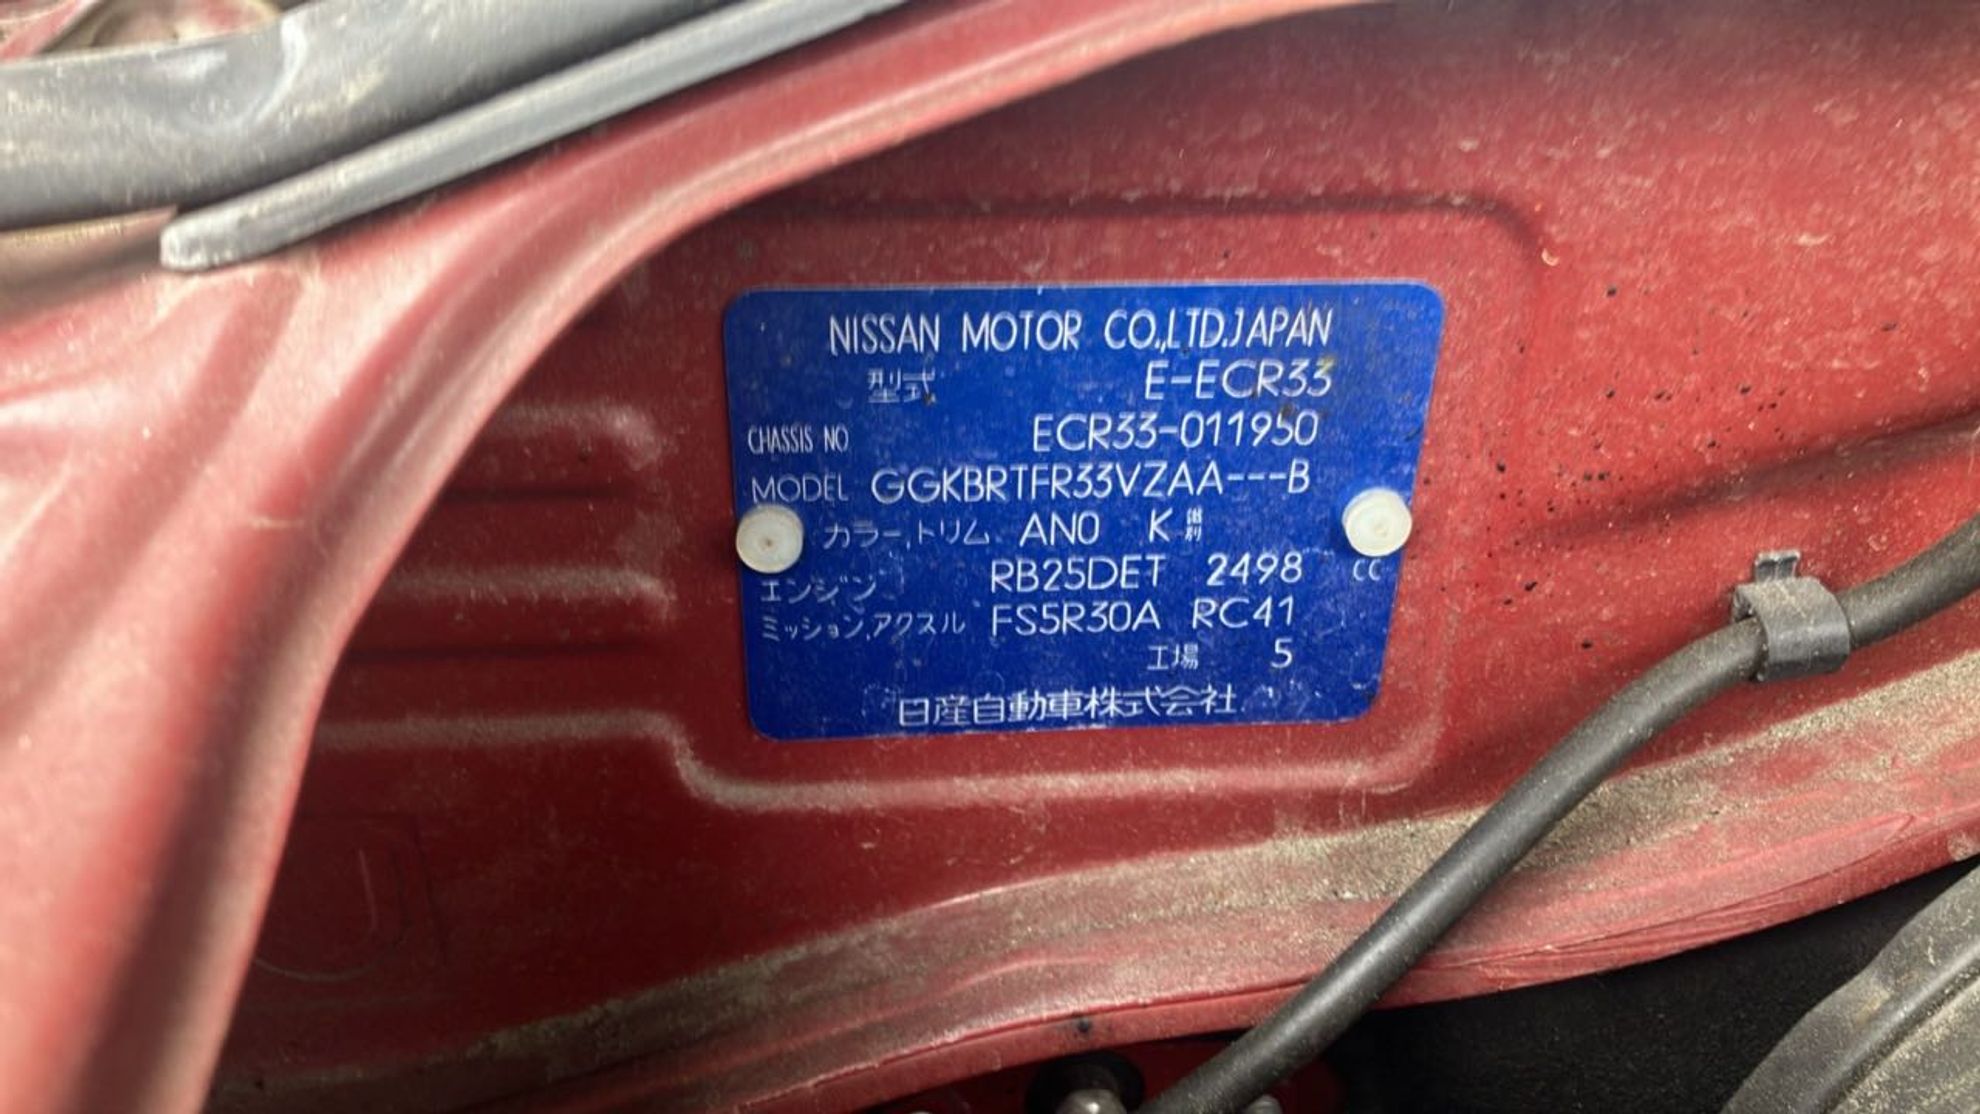 NISSAN MOTOR CO.,LTD.JAPAN
型式 E-ECR33
CHASSIS NO ECR33-011950
MODEL GGKBRTFR33VZAA---B
カラー,トリム AN0 K
エンジン RB25DET 2498 cc
ミッション,アクスル FS5R30A RC41
工場 5
日産自動車株式会社